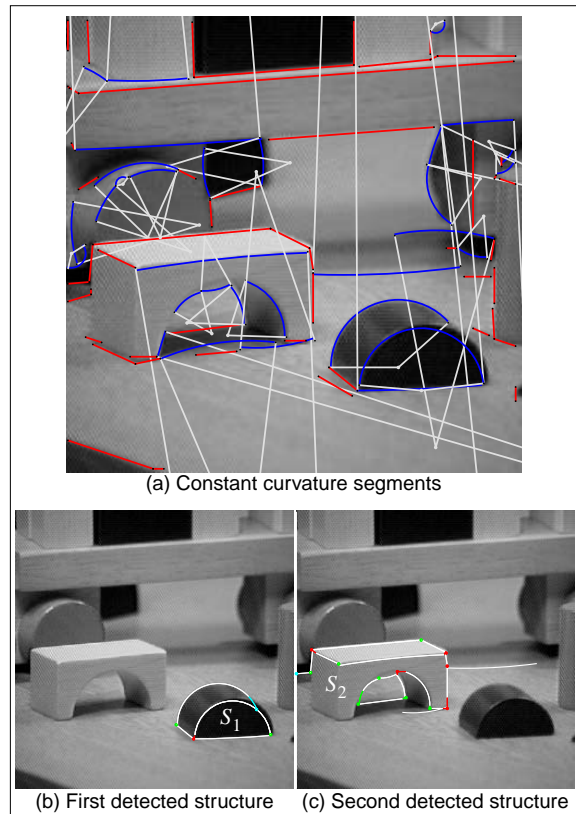 (a) Constant curvature segments
S1
S2
(b) First detected structure
(c) Second detected structure